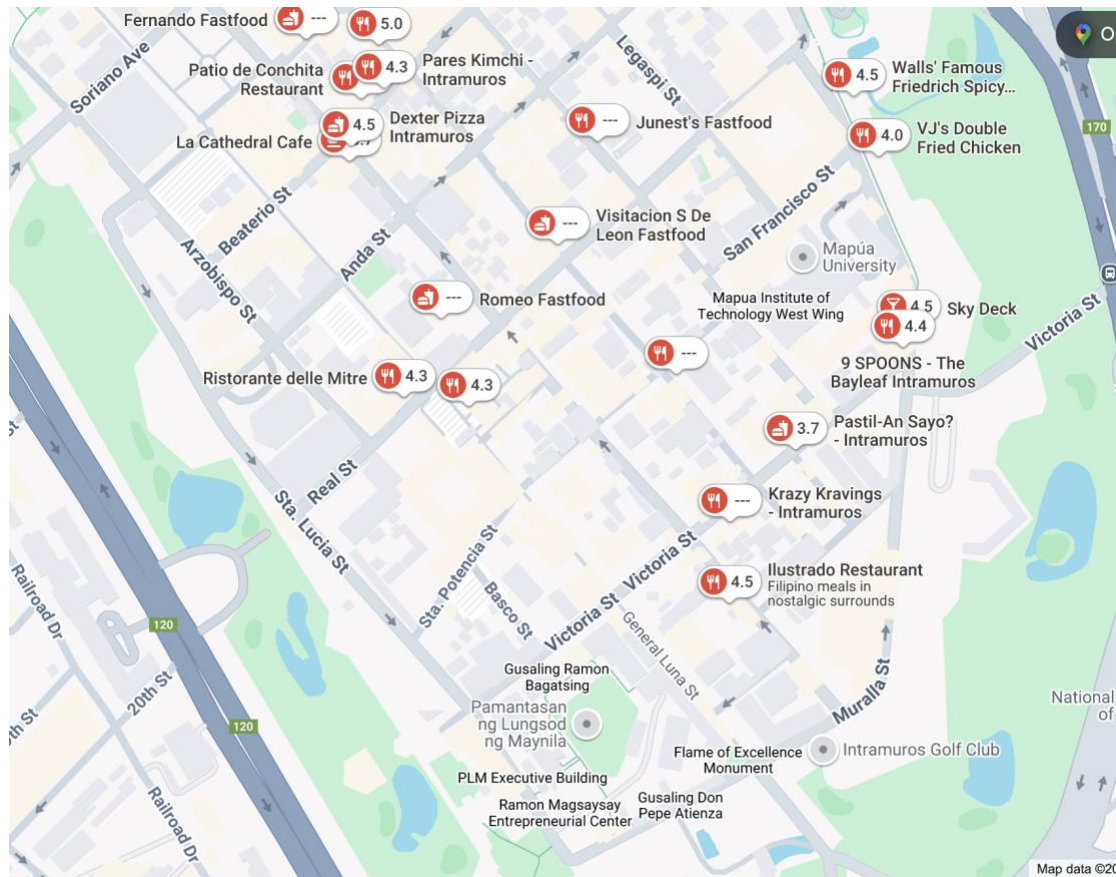 Fernando Fastfood
---
5.0
Soriano Ave
Patio de Conchita
Restaurant
4.3
Pares Kimchi -
Intramuros
Legaspi St
4.5
Walls' Famous
Friedrich Spicy...
O
170
La Cathedral Cafe
4.5
Dexter Pizza
Intramuros
---
Junest's Fastfood
4.0
VJ's Double
Fried Chicken
Beaterio St
Arzobispo St
Anda St
---
Visitacion S De
Leon Fastfood
San Francisco St
Mapúa
University
---
Romeo Fastfood
Mapua Institute of
Technology West Wing
4.5
Sky Deck
4.4
9 SPOONS - The
Bayleaf Intramuros
Victoria St
---
Ristorante delle Mitre
4.3
4.3
3.7
Pastil-An Sayo?
- Intramuros
Real St
Sta. Lucia St
---
Krazy Kravings
- Intramuros
Sta. Potencia St
Basco St
Victoria St
Victoria St
4.5
Ilustrado Restaurant
Filipino meals in
nostalgic surrounds
General Luna St
Railroad Dr
120
20th St
120
Gusaling Ramon
Bagatsing
Pamantasan
ng Lungsod
ng Maynila
Muralla St
National
of
Flame of Excellence
Monument
Intramuros Golf Club
PLM Executive Building
Ramon Magsaysay
Entrepreneurial Center
Gusaling Don
Pepe Atienza
Railroad Dr
Map data ©20